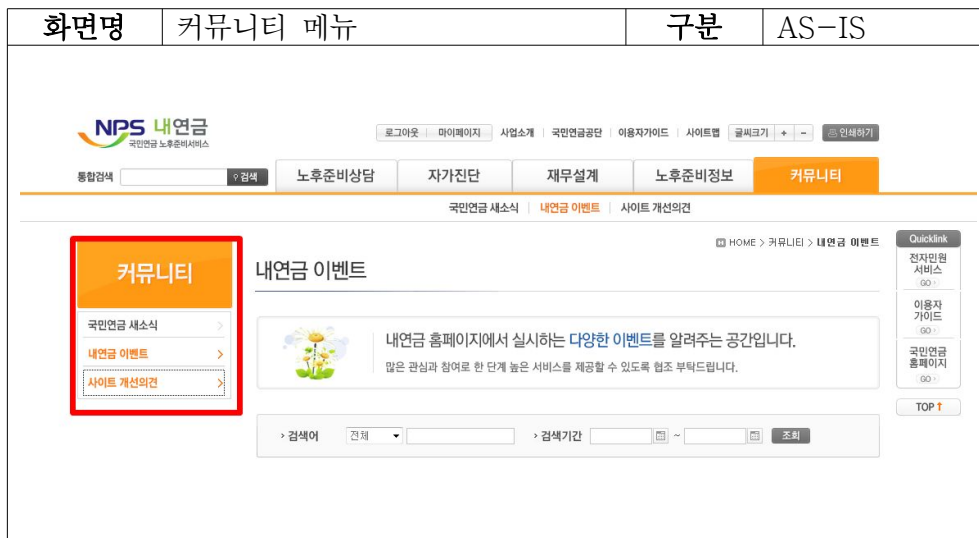 화면명 커뮤니티 메뉴 구분 AS-IS
NPS 내연금
국민연금 노후준비서비스
로그아웃 마이페이지 사업소개 국민연금공단 이용자가이드 사이트맵 글씨크기 + - 인쇄하기
통합검색 검색 노후준비상담 자가진단 재무설계 노후준비정보 커뮤니티
국민연금 새소식 내연금 이벤트 사이트 개선의견
HOME > 커뮤니티 > 내연금 이벤트
커뮤니티
국민연금 새소식 >
내연금 이벤트 >
사이트 개선의견 >
내연금 이벤트
내연금 홈페이지에서 실시하는 다양한 이벤트를 알려주는 공간입니다.
많은 관심과 참여로 한 단계 높은 서비스를 제공할 수 있도록 협조 부탁드립니다.
> 검색어 전체 > 검색기간 ~ 조회
Quicklink
전자민원
서비스
GO >
이용자
가이드
GO >
국민연금
홈페이지
GO >
TOP ↑